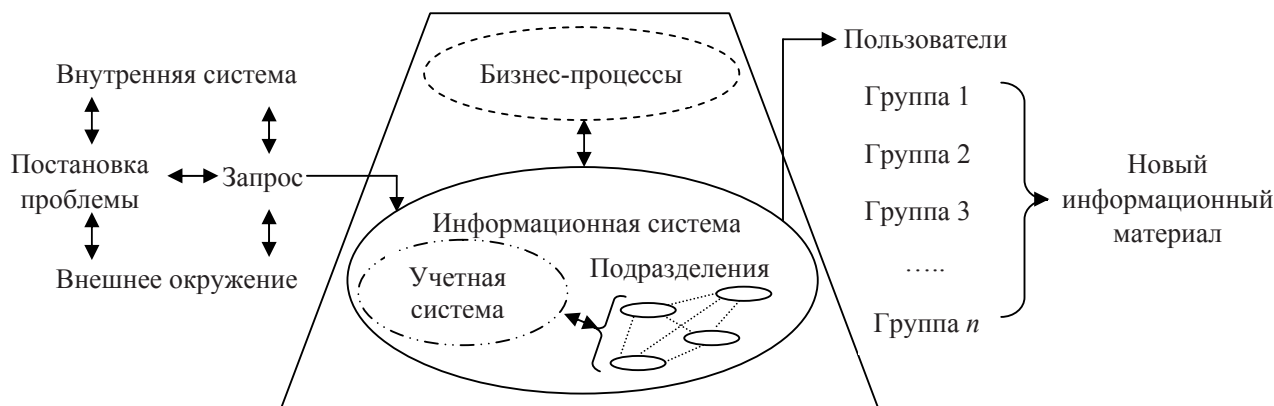 Внутренняя система
Постановка
проблемы
Запрос
Внешнее окружение
Бизнес-процессы
Информационная система
Учетная
система
Подразделения
Пользователи
Группа 1
Группа 2
Группа 3
.....
Группа n
Новый
информационный
материал